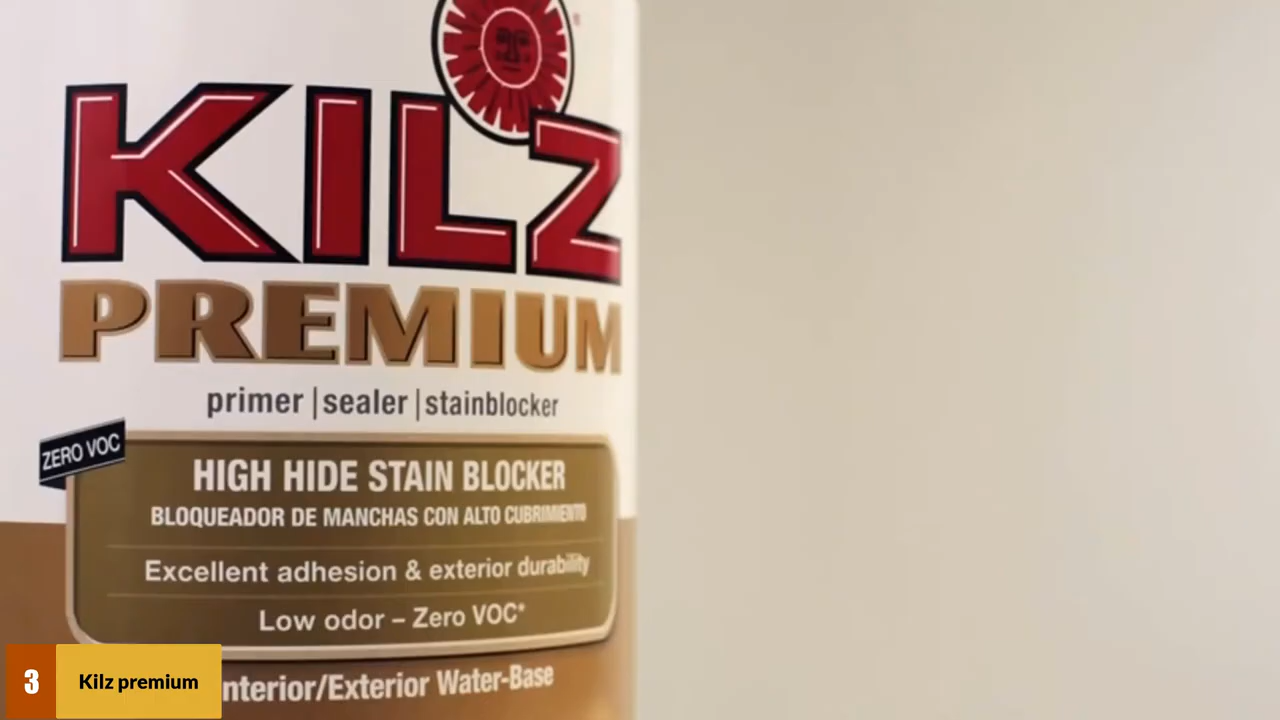 KILZ
PREMIUM
primer | sealer | stainblocker
ZERO VOC
HIGH HIDE STAIN BLOCKER
BLOQUEADOR DE MANCHAS CON ALTO CUBRIMIENTO
Excellent adhesion & exterior durability
Low odor – Zero VOC*
nterior/Exterior Water-Base
3 Kilz premium